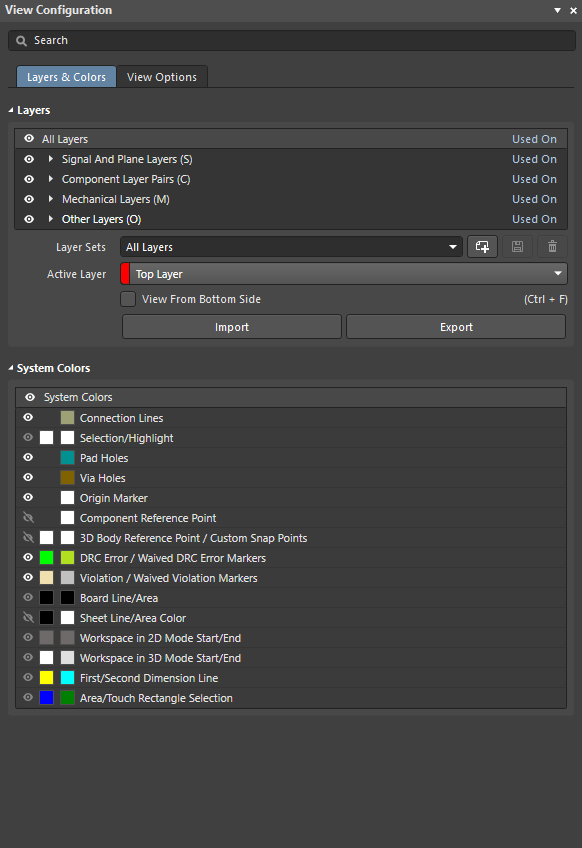 View Configuration
Search
Layers & Colors
View Options
Layers
All Layers Used On
Signal And Plane Layers (S) Used On
Component Layer Pairs (C) Used On
Mechanical Layers (M) Used On
Other Layers (O) Used On
Layer Sets All Layers
Active Layer Top Layer
View From Bottom Side (Ctrl + F)
Import Export
System Colors
System Colors
Connection Lines
Selection/Highlight
Pad Holes
Via Holes
Origin Marker
Component Reference Point
3D Body Reference Point / Custom Snap Points
DRC Error / Waived DRC Error Markers
Violation / Waived Violation Markers
Board Line/Area
Sheet Line/Area Color
Workspace in 2D Mode Start/End
Workspace in 3D Mode Start/End
First/Second Dimension Line
Area/Touch Rectangle Selection